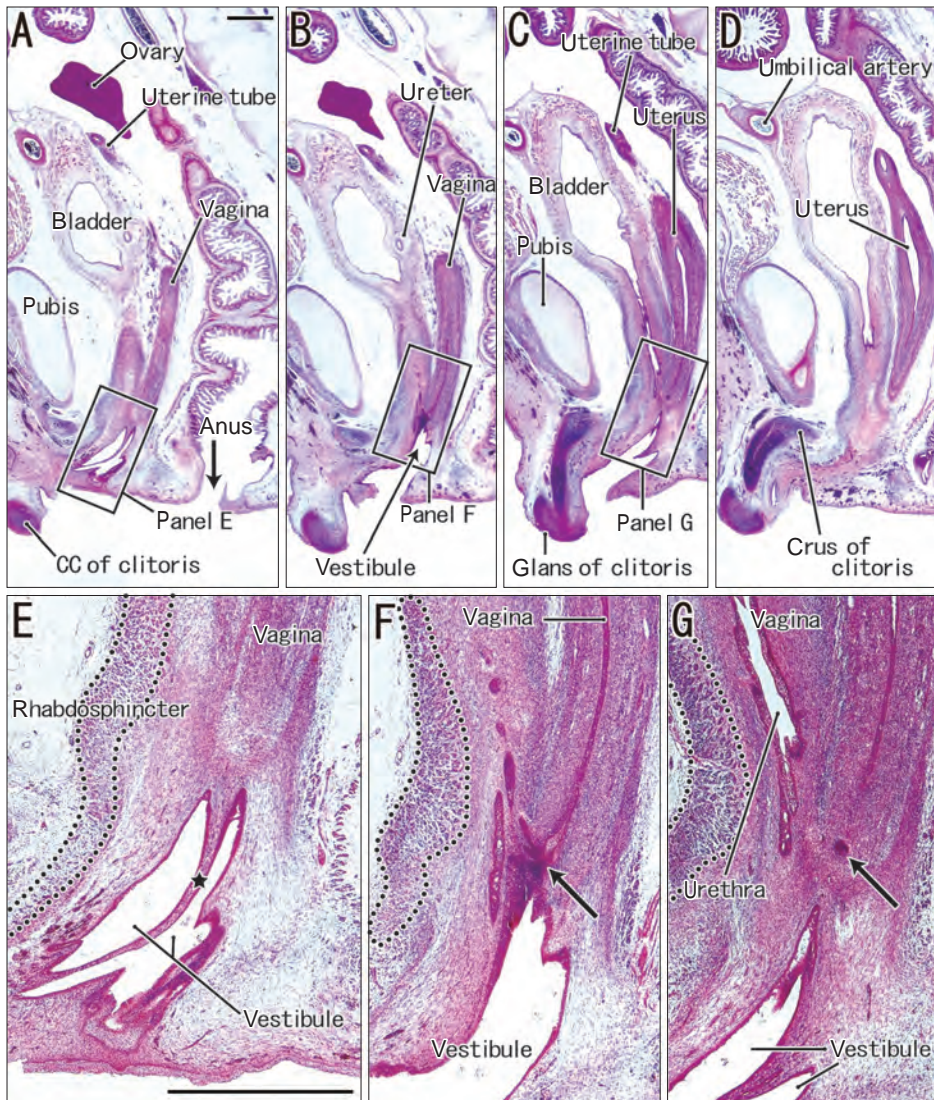 A
Ovary
Uterine tube
Bladder
Vagina
Pubis
Anus
Panel E
CC of clitoris
B
Ureter
Vagina
Panel F
Vestibule
C
Uterine tube
Uterus
Bladder
Pubis
Panel G
Glans of clitoris
D
Umbilical artery
Uterus
Crus of
clitoris
E
Vagina
Rhabdosphincter
Vestibule
F
Vagina
Vestibule
G
Vagina
Urethra
Vestibule